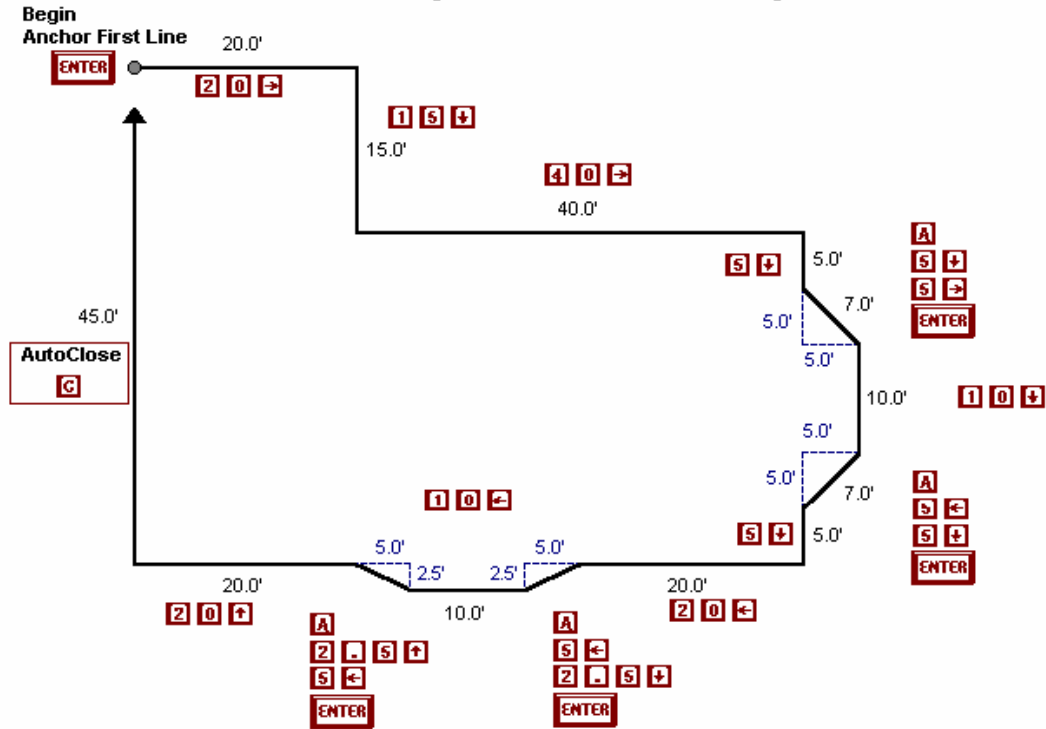 Begin
Anchor First Line
20.0'
ENTER
2 0 →
1 5 ↓
15.0'
4 0 →
40.0'
5 ↓
5.0'
A
5 ↓
5 →
ENTER
7.0'
5.0'
5.0'
45.0'
AutoClose
C
10.0'
1 0 ↓
5.0'
5.0'
7.0'
A
5 ←
5 ↓
ENTER
1 0 ←
5 ↓
5.0'
5.0'
2.5'
2.5'
5.0'
20.0'
2 0 ↑
10.0'
20.0'
2 0 ←
A
2 . 5 ↑
5 ←
ENTER
A
5 ←
2 . 5 ↓
ENTER